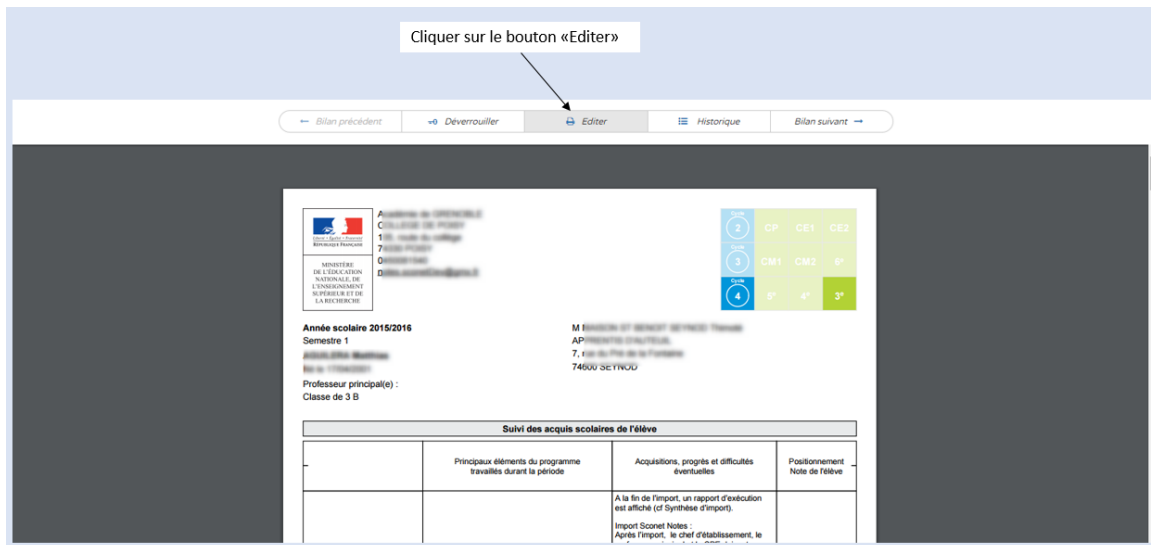 Cliquer sur le bouton «Editer»
← Bilan précédent
Déverrouiller
Editer
Historique
Bilan suivant →
Liberté • Égalité • Fraternité
RÉPUBLIQUE FRANÇAISE
MINISTÈRE
DE L'ÉDUCATION
NATIONALE, DE
L'ENSEIGNEMENT
SUPÉRIEUR ET DE
LA RECHERCHE
Cycle
2 CP CE1 CE2
Cycle
3 CM1 CM2 6e
Cycle
4 5e 4e 3e
Année scolaire 2015/2016
Semestre 1
Professeur principal(e) :
Classe de 3 B
74600 SEYNOD
Suivi des acquis scolaires de l'élève
Principaux éléments du programme
travaillés durant la période
Acquisitions, progrès et difficultés
éventuelles
Positionnement
Note de l'élève
A la fin de l'import, un rapport d'exécution
est affiché (cf Synthèse d'import).
Import Sconet Notes :
Après l'import, le chef d'établissement, le